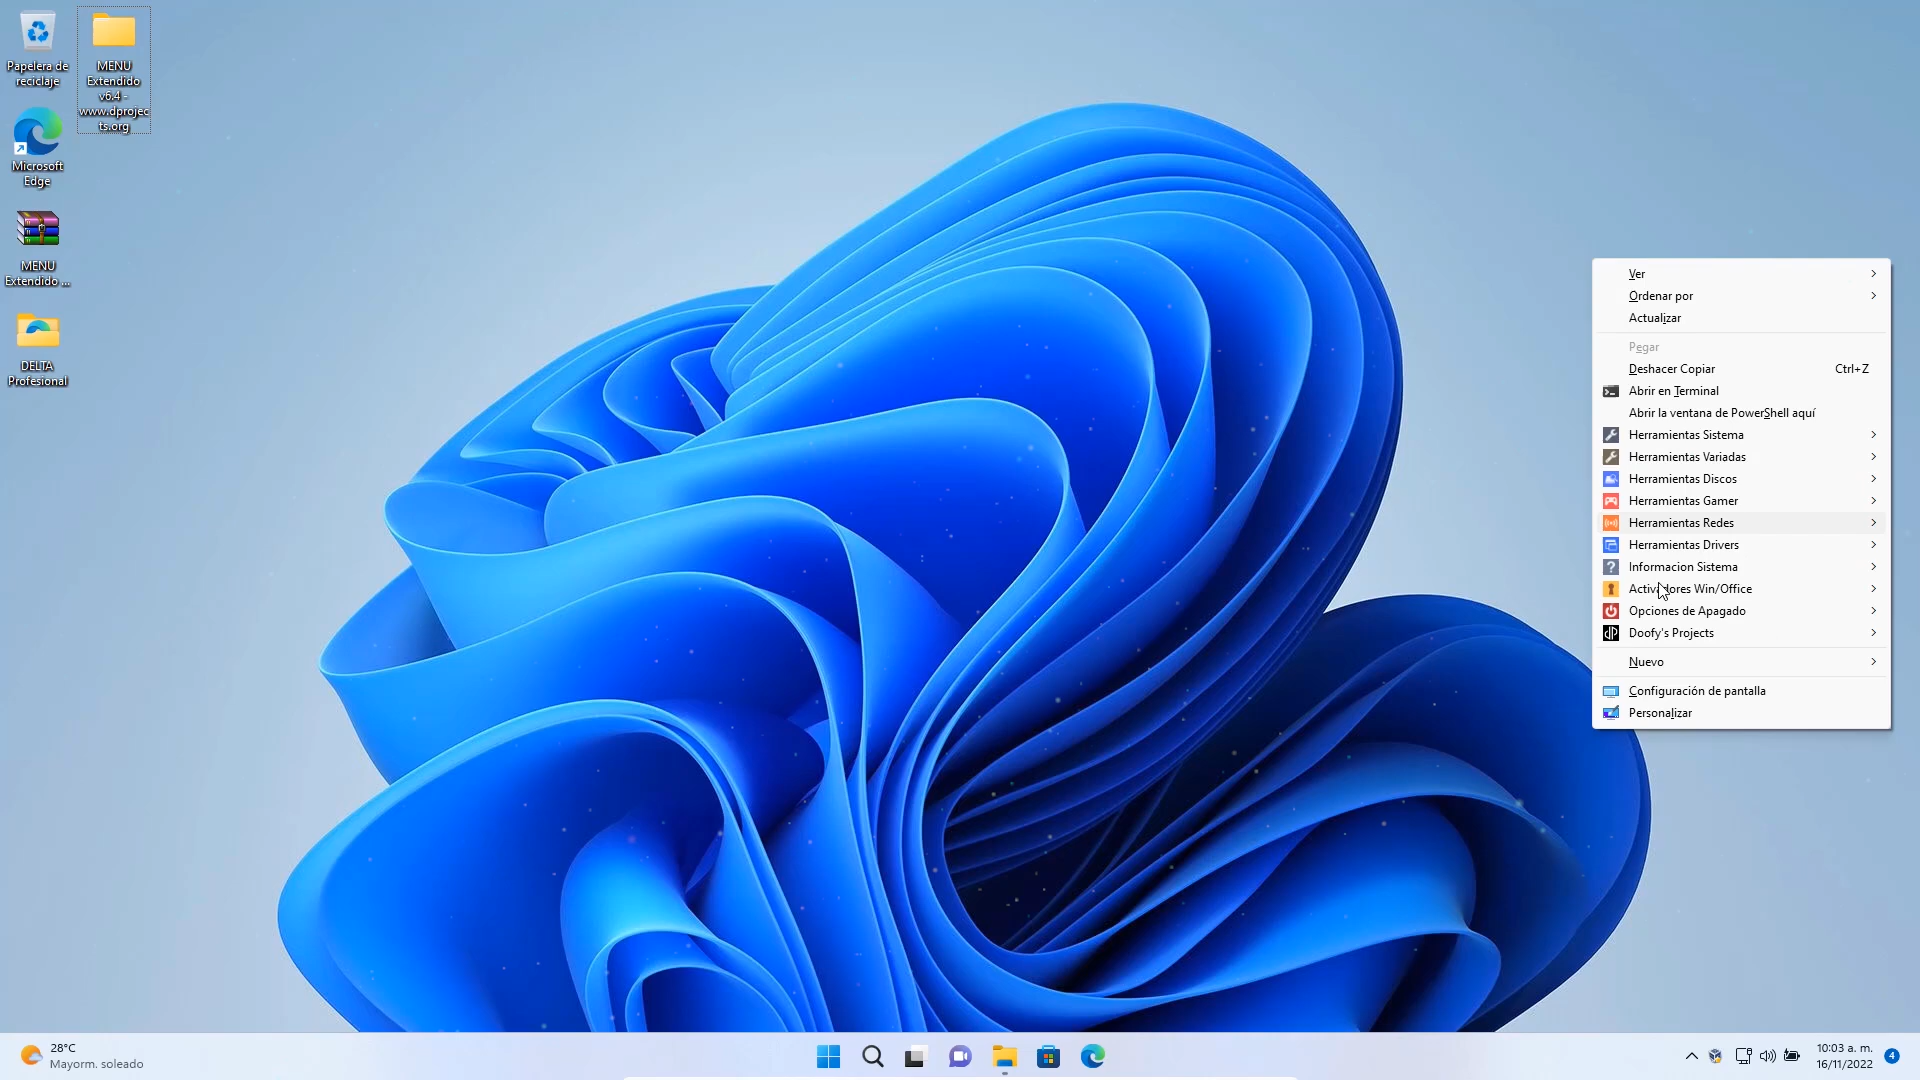 Papelera de
reciclaje
MENU
Extendido
v6.4 -
www.dprojec
ts.org
Microsoft
Edge
MENU
Extendido ...
DELTA
Profesional
Ver
Ordenar por
Actualizar
Pegar
Deshacer Copiar Ctrl+Z
Abrir en Terminal
Abrir la ventana de PowerShell aquí
Herramientas Sistema
Herramientas Variadas
Herramientas Discos
Herramientas Gamer
Herramientas Redes
Herramientas Drivers
Informacion Sistema
Activadores Win/Office
Opciones de Apagado
Doofy's Projects
Nuevo
Configuración de pantalla
Personalizar
28°C
Mayorm. soleado
10:03 a. m.
16/11/2022
4